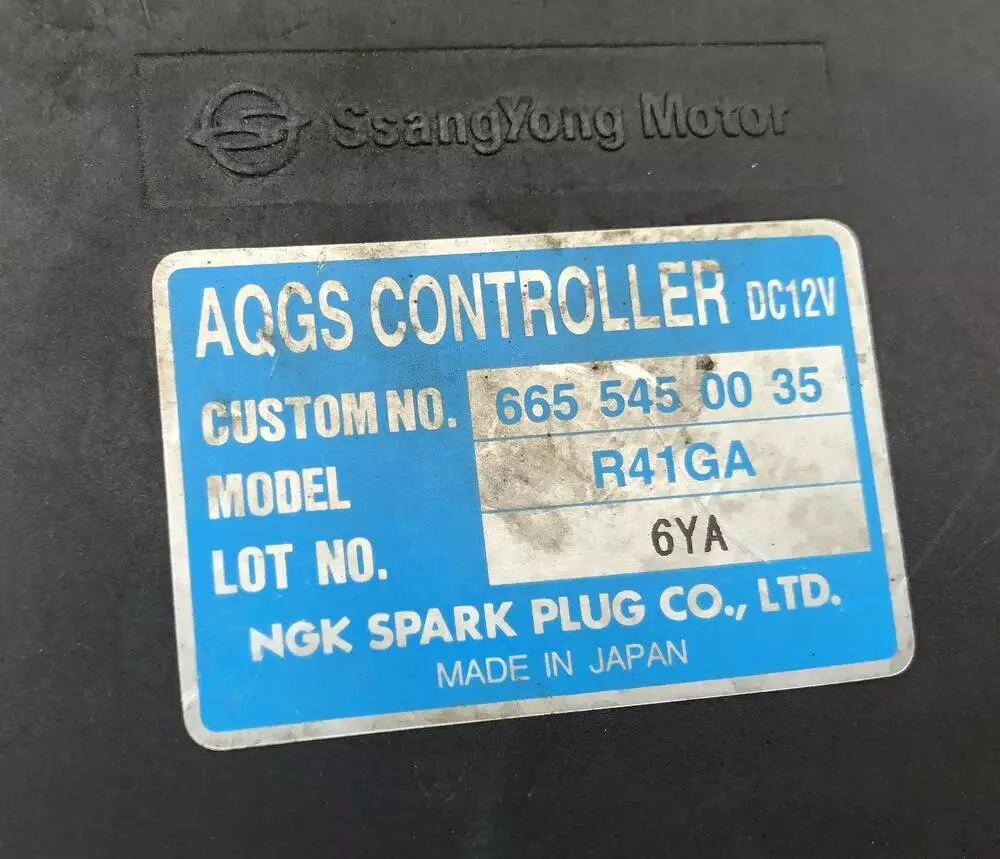 SsangYong Motor
AQGS CONTROLLER DC12V
CUSTOM NO. 665 545 00 35
MODEL R41GA
LOT NO. 6YA
NGK SPARK PLUG CO., LTD.
MADE IN JAPAN